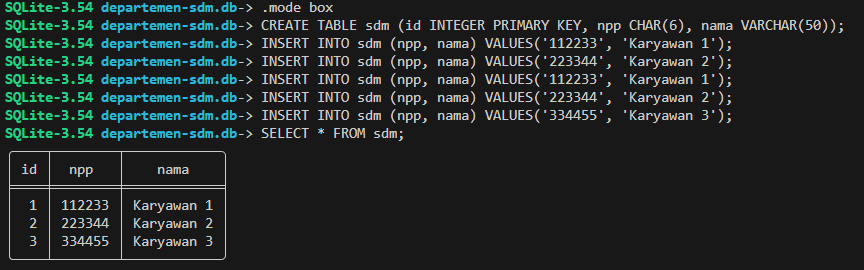 SQLite-3.54 departemen-sdm.db-> .mode box
SQLite-3.54 departemen-sdm.db-> CREATE TABLE sdm (id INTEGER PRIMARY KEY, npp CHAR(6), nama VARCHAR(50));
SQLite-3.54 departemen-sdm.db-> INSERT INTO sdm (npp, nama) VALUES('112233', 'Karyawan 1');
SQLite-3.54 departemen-sdm.db-> INSERT INTO sdm (npp, nama) VALUES('223344', 'Karyawan 2');
SQLite-3.54 departemen-sdm.db-> INSERT INTO sdm (npp, nama) VALUES('112233', 'Karyawan 1');
SQLite-3.54 departemen-sdm.db-> INSERT INTO sdm (npp, nama) VALUES('223344', 'Karyawan 2');
SQLite-3.54 departemen-sdm.db-> INSERT INTO sdm (npp, nama) VALUES('334455', 'Karyawan 3');
SQLite-3.54 departemen-sdm.db-> SELECT * FROM sdm;
id npp nama
1 112233 Karyawan 1
2 223344 Karyawan 2
3 334455 Karyawan 3